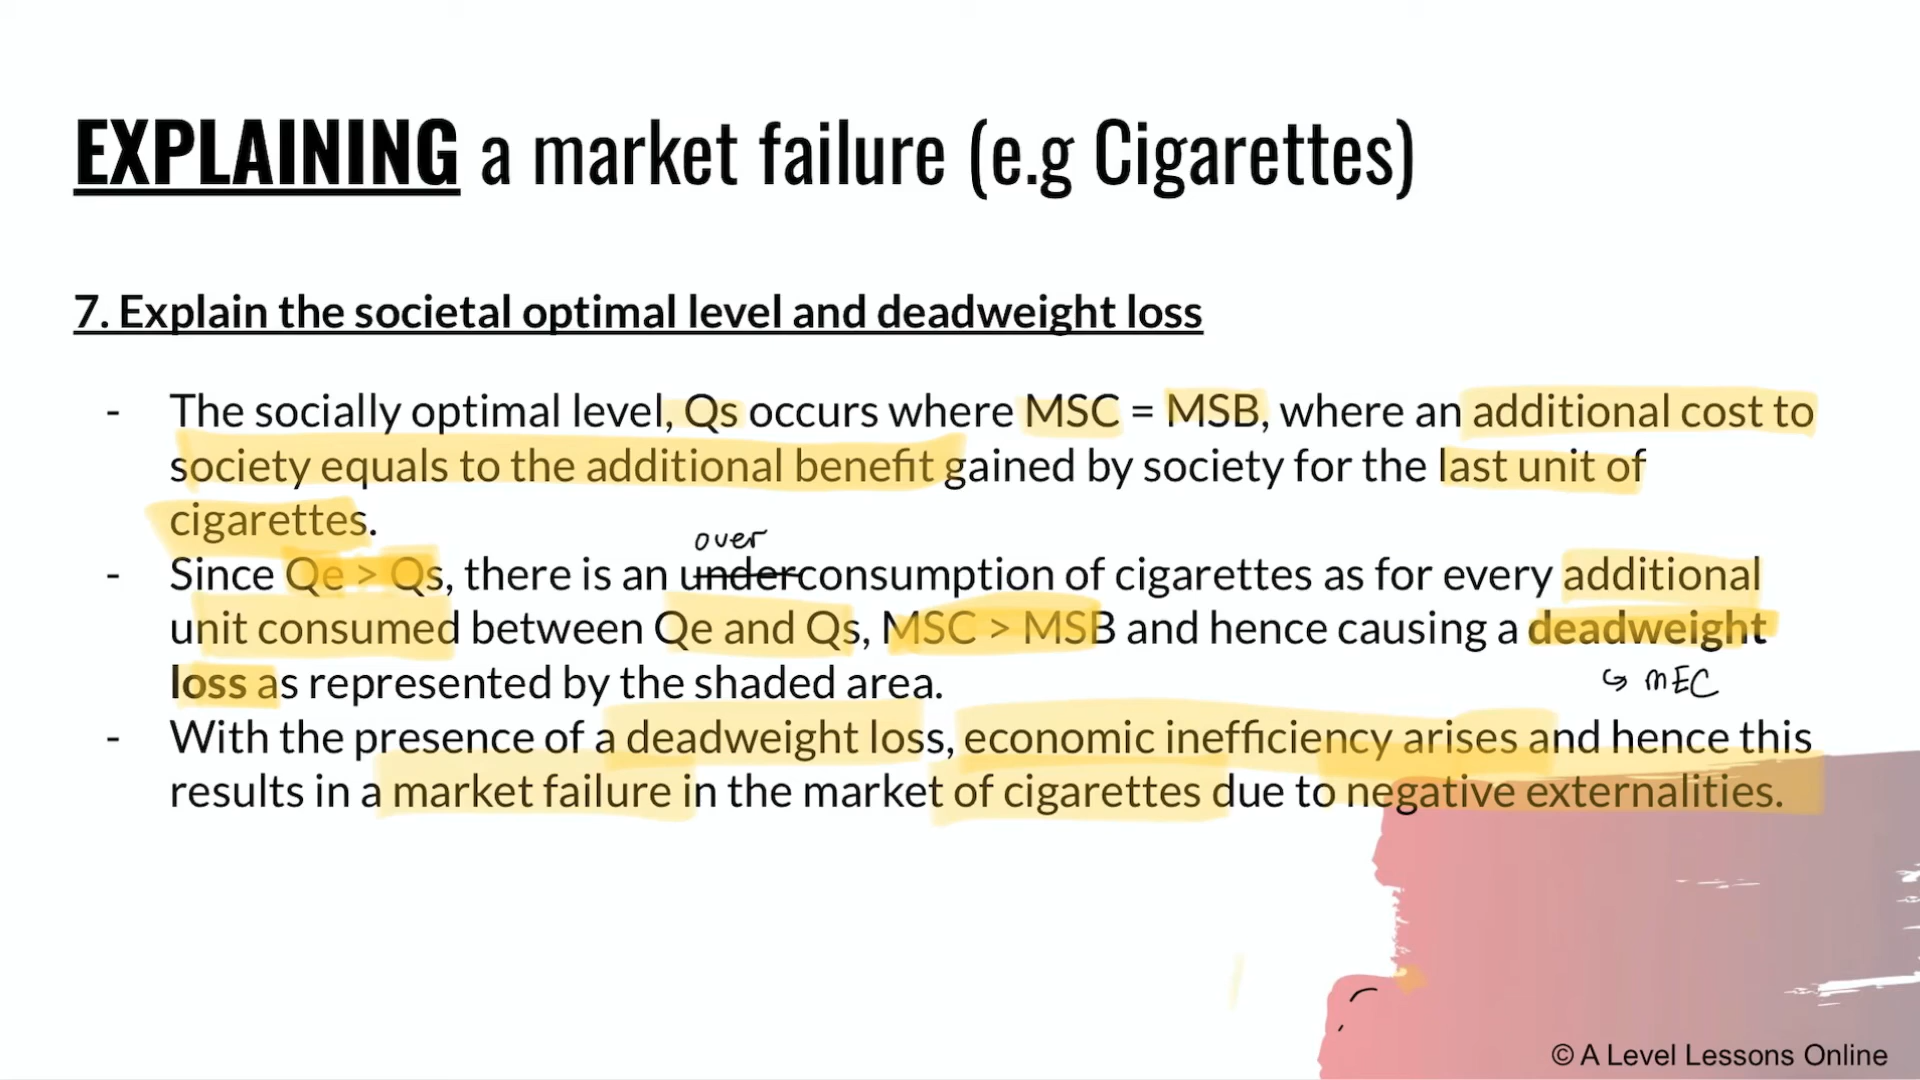 EXPLAINING a market failure (e.g Cigarettes)
7. Explain the societal optimal level and deadweight loss
- The socially optimal level, Qs occurs where MSC = MSB, where an additional cost to
society equals to the additional benefit gained by society for the last unit of
cigarettes.
over
- Since Qe > Qs, there is an underconsumption of cigarettes as for every additional
unit consumed between Qe and Qs, MSC > MSB and hence causing a deadweight
loss as represented by the shaded area.
↪ MEC
- With the presence of a deadweight loss, economic inefficiency arises and hence this
results in a market failure in the market of cigarettes due to negative externalities.
© A Level Lessons Online